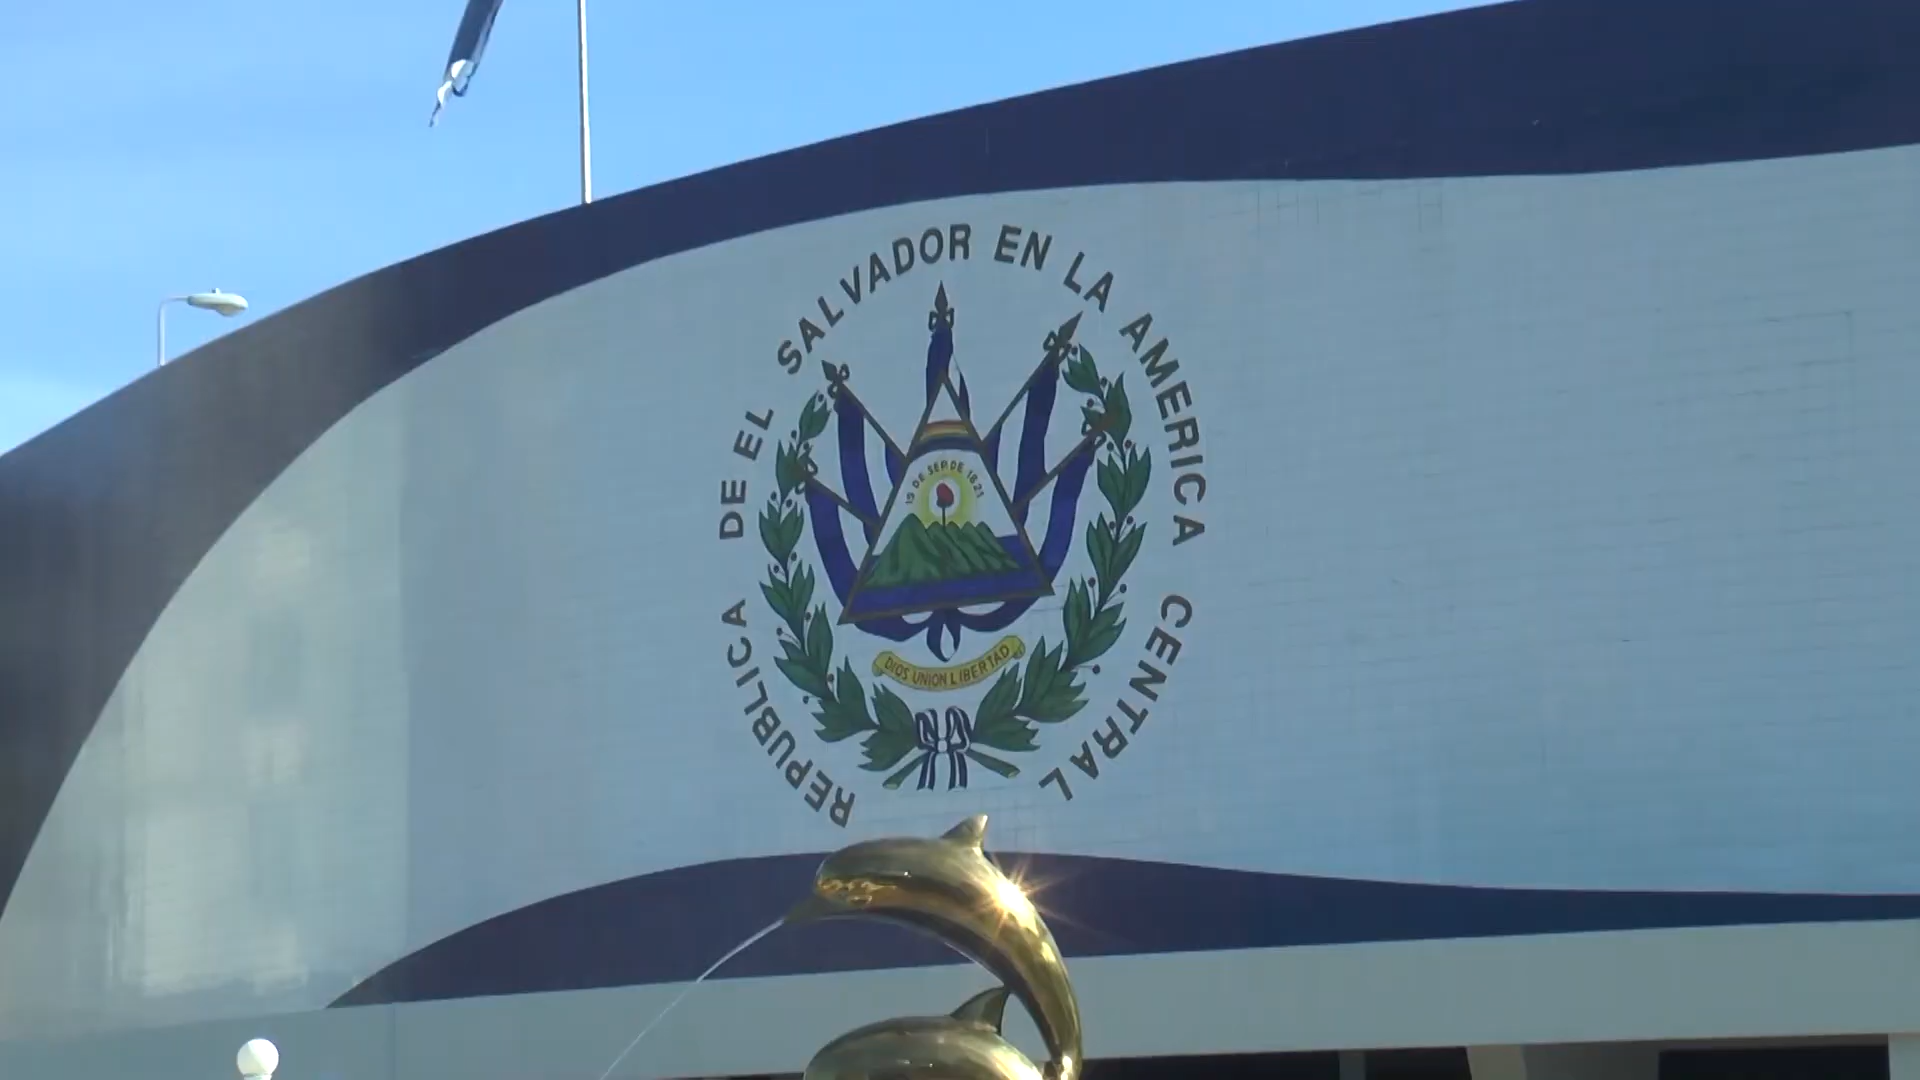 REPUBLICA DE EL SALVADOR EN LA AMERICA CENTRAL
15 DE SEP DE 1821
DIOS UNION LIBERTAD